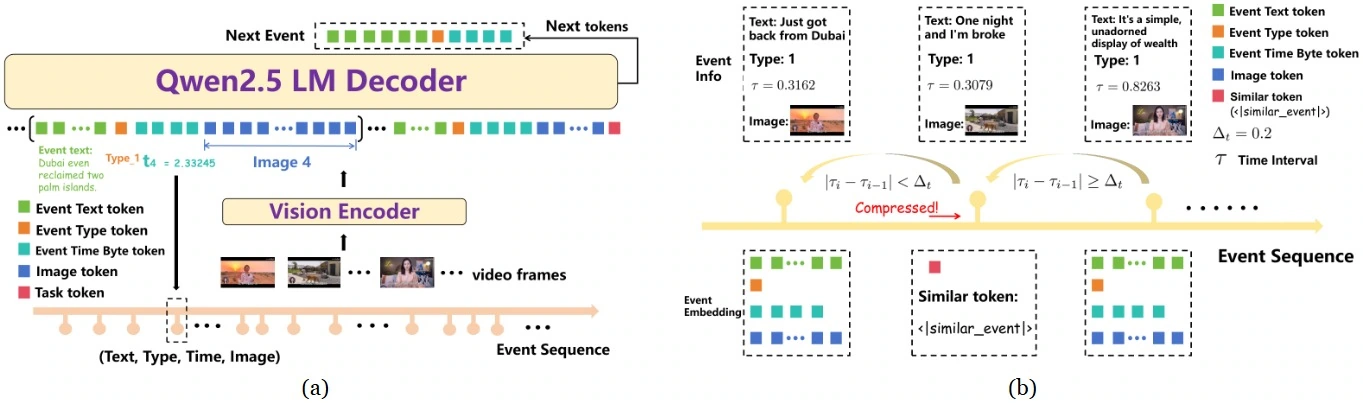 Next Event
Next tokens
Qwen2.5 LM Decoder
Event text:
Dubai even
reclaimed two
palm islands.
Type_1
t4 = 2.33245
Image 4
Vision Encoder
Event Text token
Event Type token
Event Time Byte token
Image token
Task token
video frames
(Text, Type, Time, Image)
Event Sequence
(a)
Event
Info
Text: Just got
back from Dubai
Type: 1
τ = 0.3162
Image:
Text: One night
and I'm broke
Type: 1
τ = 0.3079
Image:
Text: It's a simple,
unadorned
display of wealth
Type: 1
τ = 0.8263
Image:
Event Text token
Event Type token
Event Time Byte token
Image token
Similar token
(<|similar_event|>)
Δt = 0.2
τ Time Interval
|τi − τi−1| < Δt
|τi − τi−1| ≥ Δt
Compressed!
Event Sequence
Event
Embedding
Similar token:
<|similar_event|>
(b)